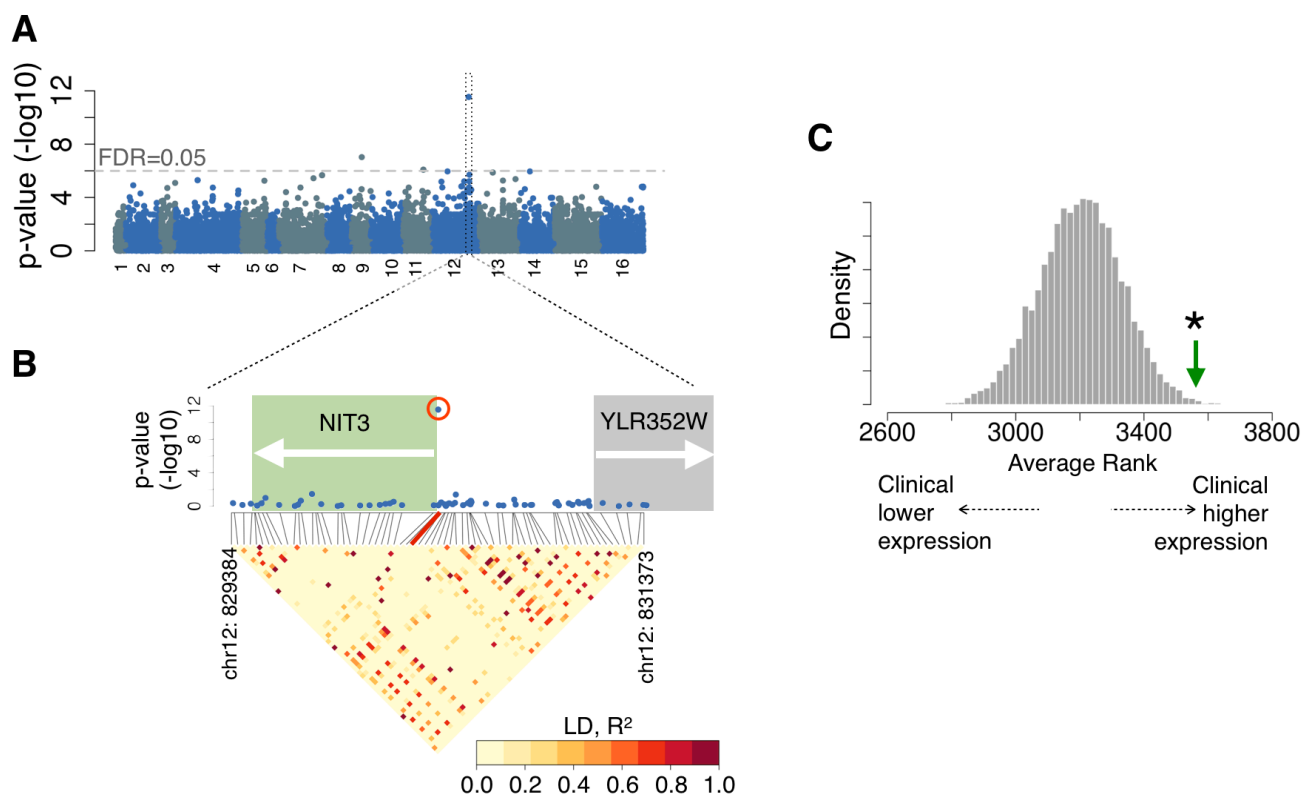 A
p-value (-log10)
12
8
4
0
FDR=0.05
1 2 3 4 5 6 7 8 9 10 11 12 13 14 15 16
B
p-value
(-log10)
12
8
4
0
NIT3
YLR352W
chr12: 829384
chr12: 831373
LD, R²
0.0 0.2 0.4 0.6 0.8 1.0
C
Density
*
2600 3000 3400 3800
Average Rank
Clinical
lower
expression
Clinical
higher
expression